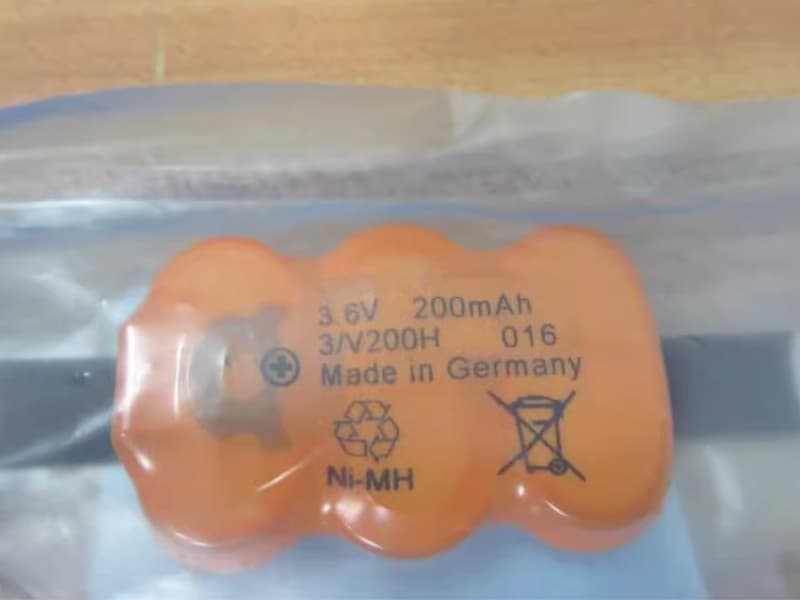 3.6V 200mAh
3/V200H 016
Made in Germany
Ni-MH